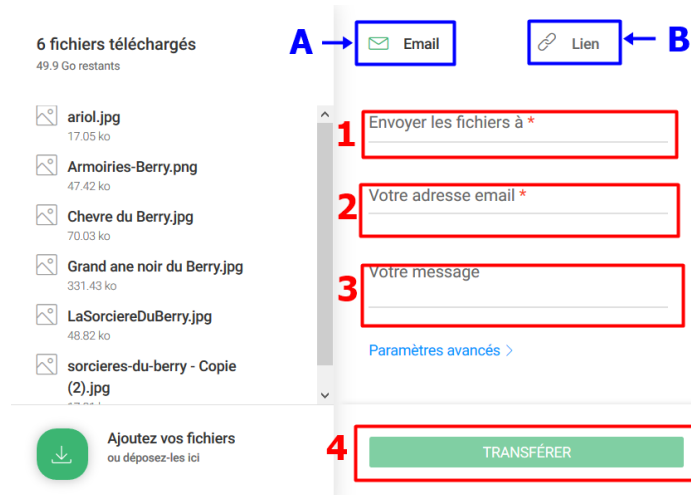 6 fichiers téléchargés
49.9 Go restants
ariol.jpg
17.05 ko
Armoiries-Berry.png
47.42 ko
Chevre du Berry.jpg
70.03 ko
Grand ane noir du Berry.jpg
331.43 ko
LaSorciereDuBerry.jpg
48.82 ko
sorcieres-du-berry - Copie
(2).jpg
Ajoutez vos fichiers
ou déposez-les ici
A
Email
Lien
B
1
Envoyer les fichiers à *
2
Votre adresse email *
3
Votre message
Paramètres avancés >
4
TRANSFÉRER